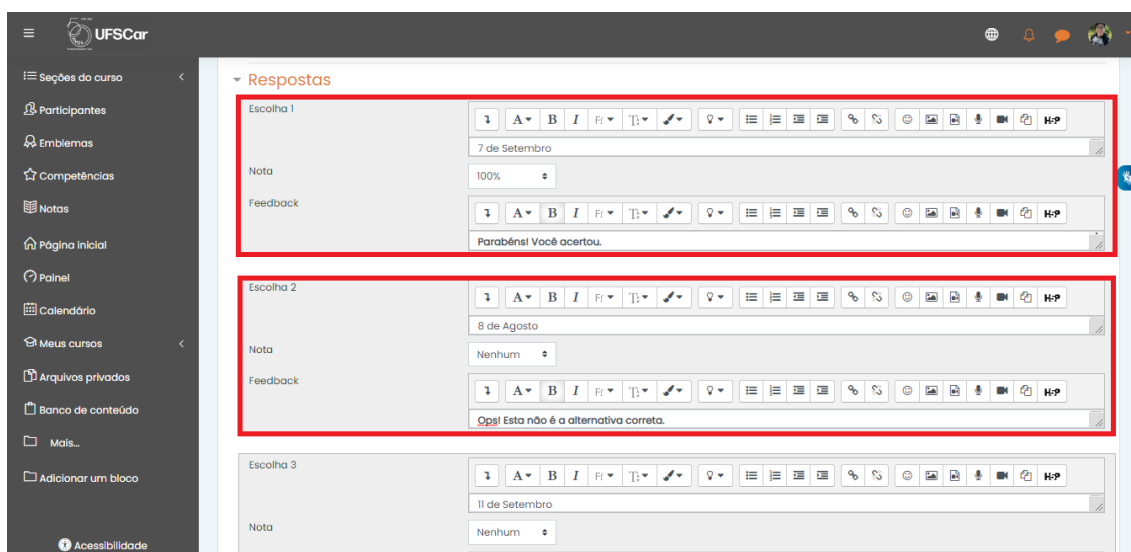 UFSCar
Seções do curso
Participantes
Emblemas
Competências
Notas
Página inicial
Painel
Calendário
Meus cursos
Arquivos privados
Banco de conteúdo
Mais...
Adicionar um bloco
Acessibilidade
Respostas
Escolha 1
A B I H-P
7 de Setembro
Nota
100%
Feedback
A B I H-P
Parabéns! Você acertou.
Escolha 2
A B I H-P
8 de Agosto
Nota
Nenhum
Feedback
A B I H-P
Ops! Esta não é a alternativa correta.
Escolha 3
A B I H-P
11 de Setembro
Nota
Nenhum